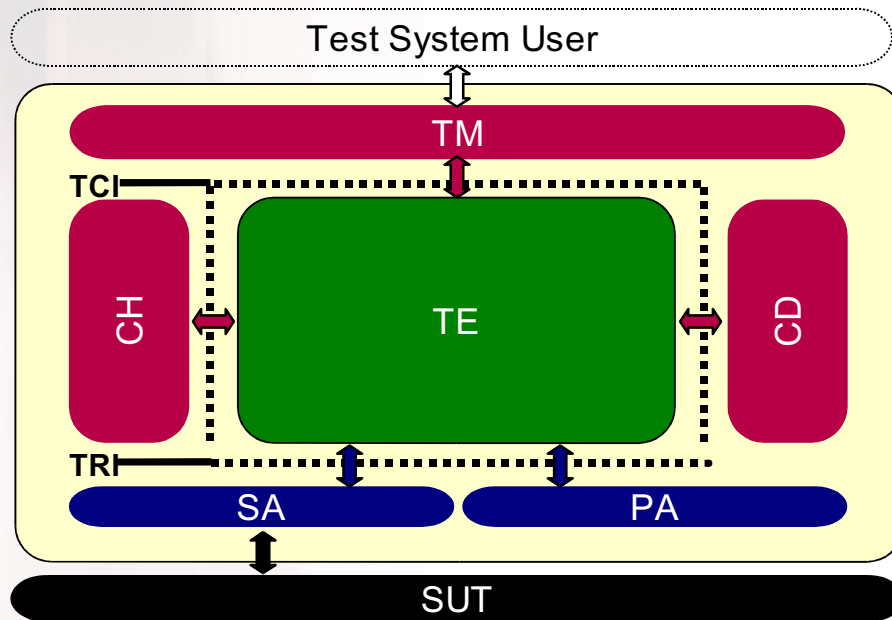 Test System User
TM
TCI
CH
TE
CD
TRI
SA
PA
SUT